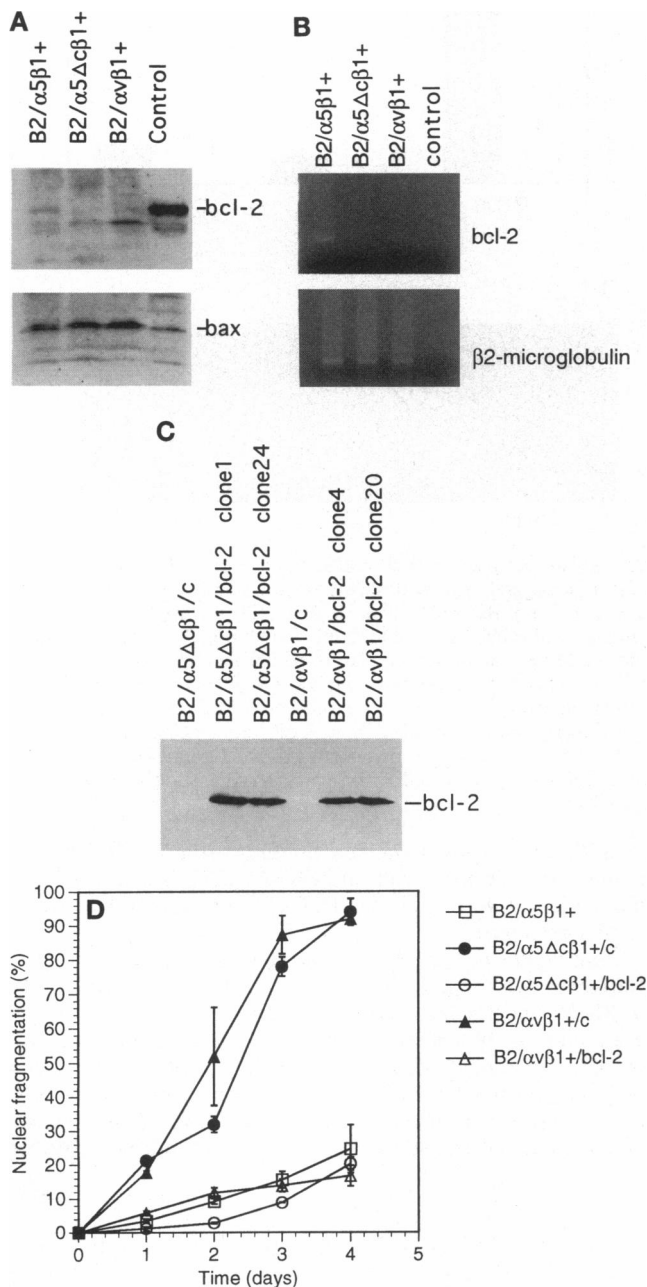 A
B2/α5β1+
B2/α5Δcβ1+
B2/αvβ1+
Control
-bcl-2
-bax
B
B2/α5β1+
B2/α5Δcβ1+
B2/αvβ1+
control
bcl-2
β2-microglobulin
C
B2/α5Δcβ1/c
B2/α5Δcβ1/bcl-2 clone1
B2/α5Δcβ1/bcl-2 clone24
B2/αvβ1/c
B2/αvβ1/bcl-2 clone4
B2/αvβ1/bcl-2 clone20
—bcl-2
D
Nuclear fragmentation (%)
100
90
80
70
60
50
40
30
20
10
0
0 1 2 3 4 5
Time (days)
B2/α5β1+
B2/α5Δcβ1+/c
B2/α5Δcβ1+/bcl-2
B2/αvβ1+/c
B2/αvβ1+/bcl-2